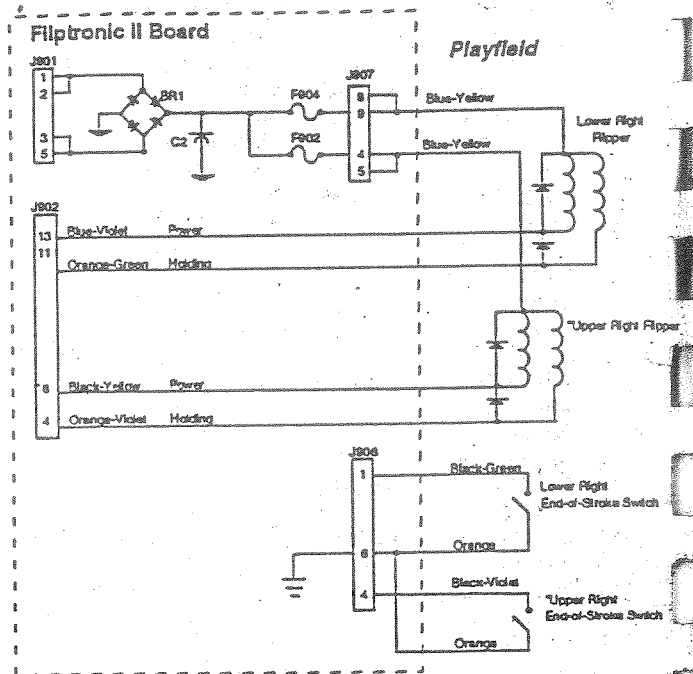 Fliptronic II Board
Playfield
J901
1
2
3
5
BR1
C2
F904
F902
J907
8
9
4
5
Blue-Yellow
Blue-Yellow
Lower Right
Flipper
J902
13
11
6
4
Blue-Violet Power
Orange-Green Holding
Black-Yellow Power
Orange-Violet Holding
*Upper Right Flipper
J906
1
6
4
Black-Green
Orange
Lower Right
End-of-Stroke Switch
Black-Violet
Orange
*Upper Right
End-of-Stroke Switch